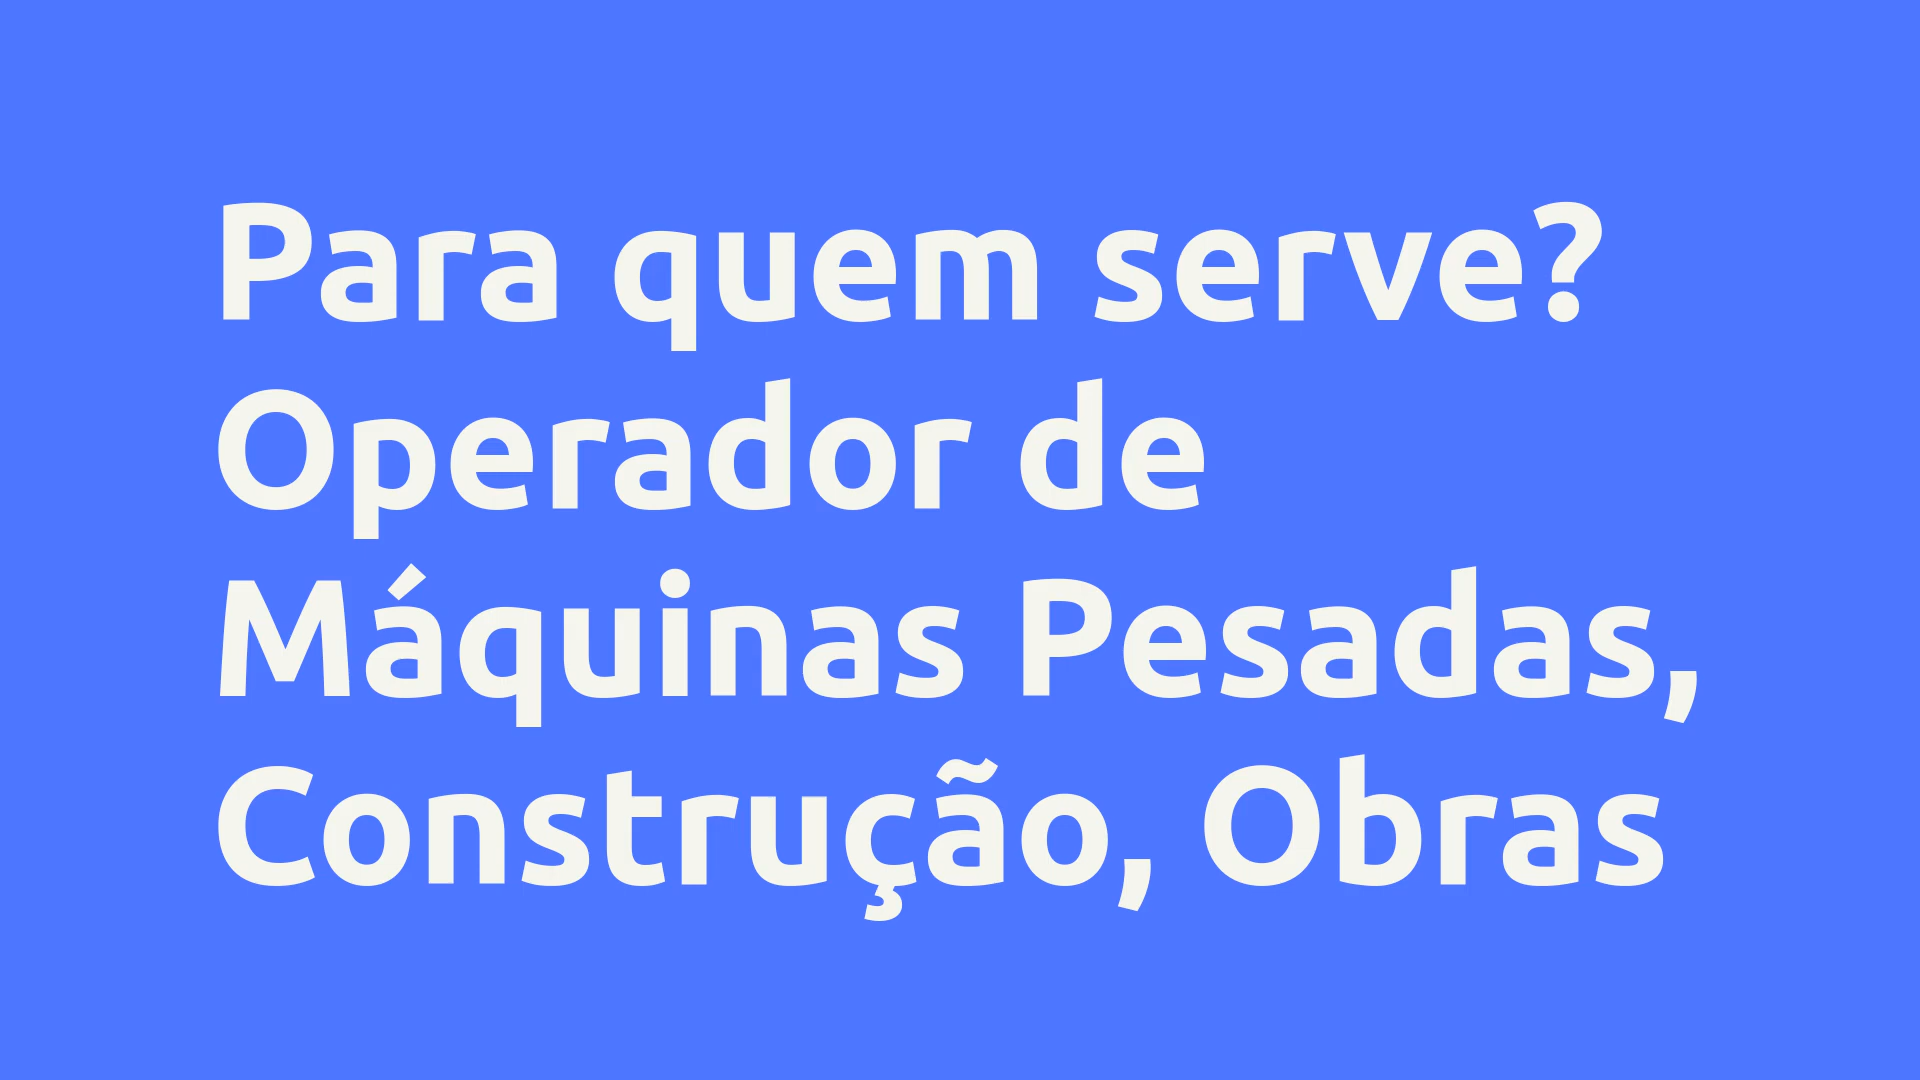 Para quem serve?
Operador de
Máquinas Pesadas,
Construção, Obras